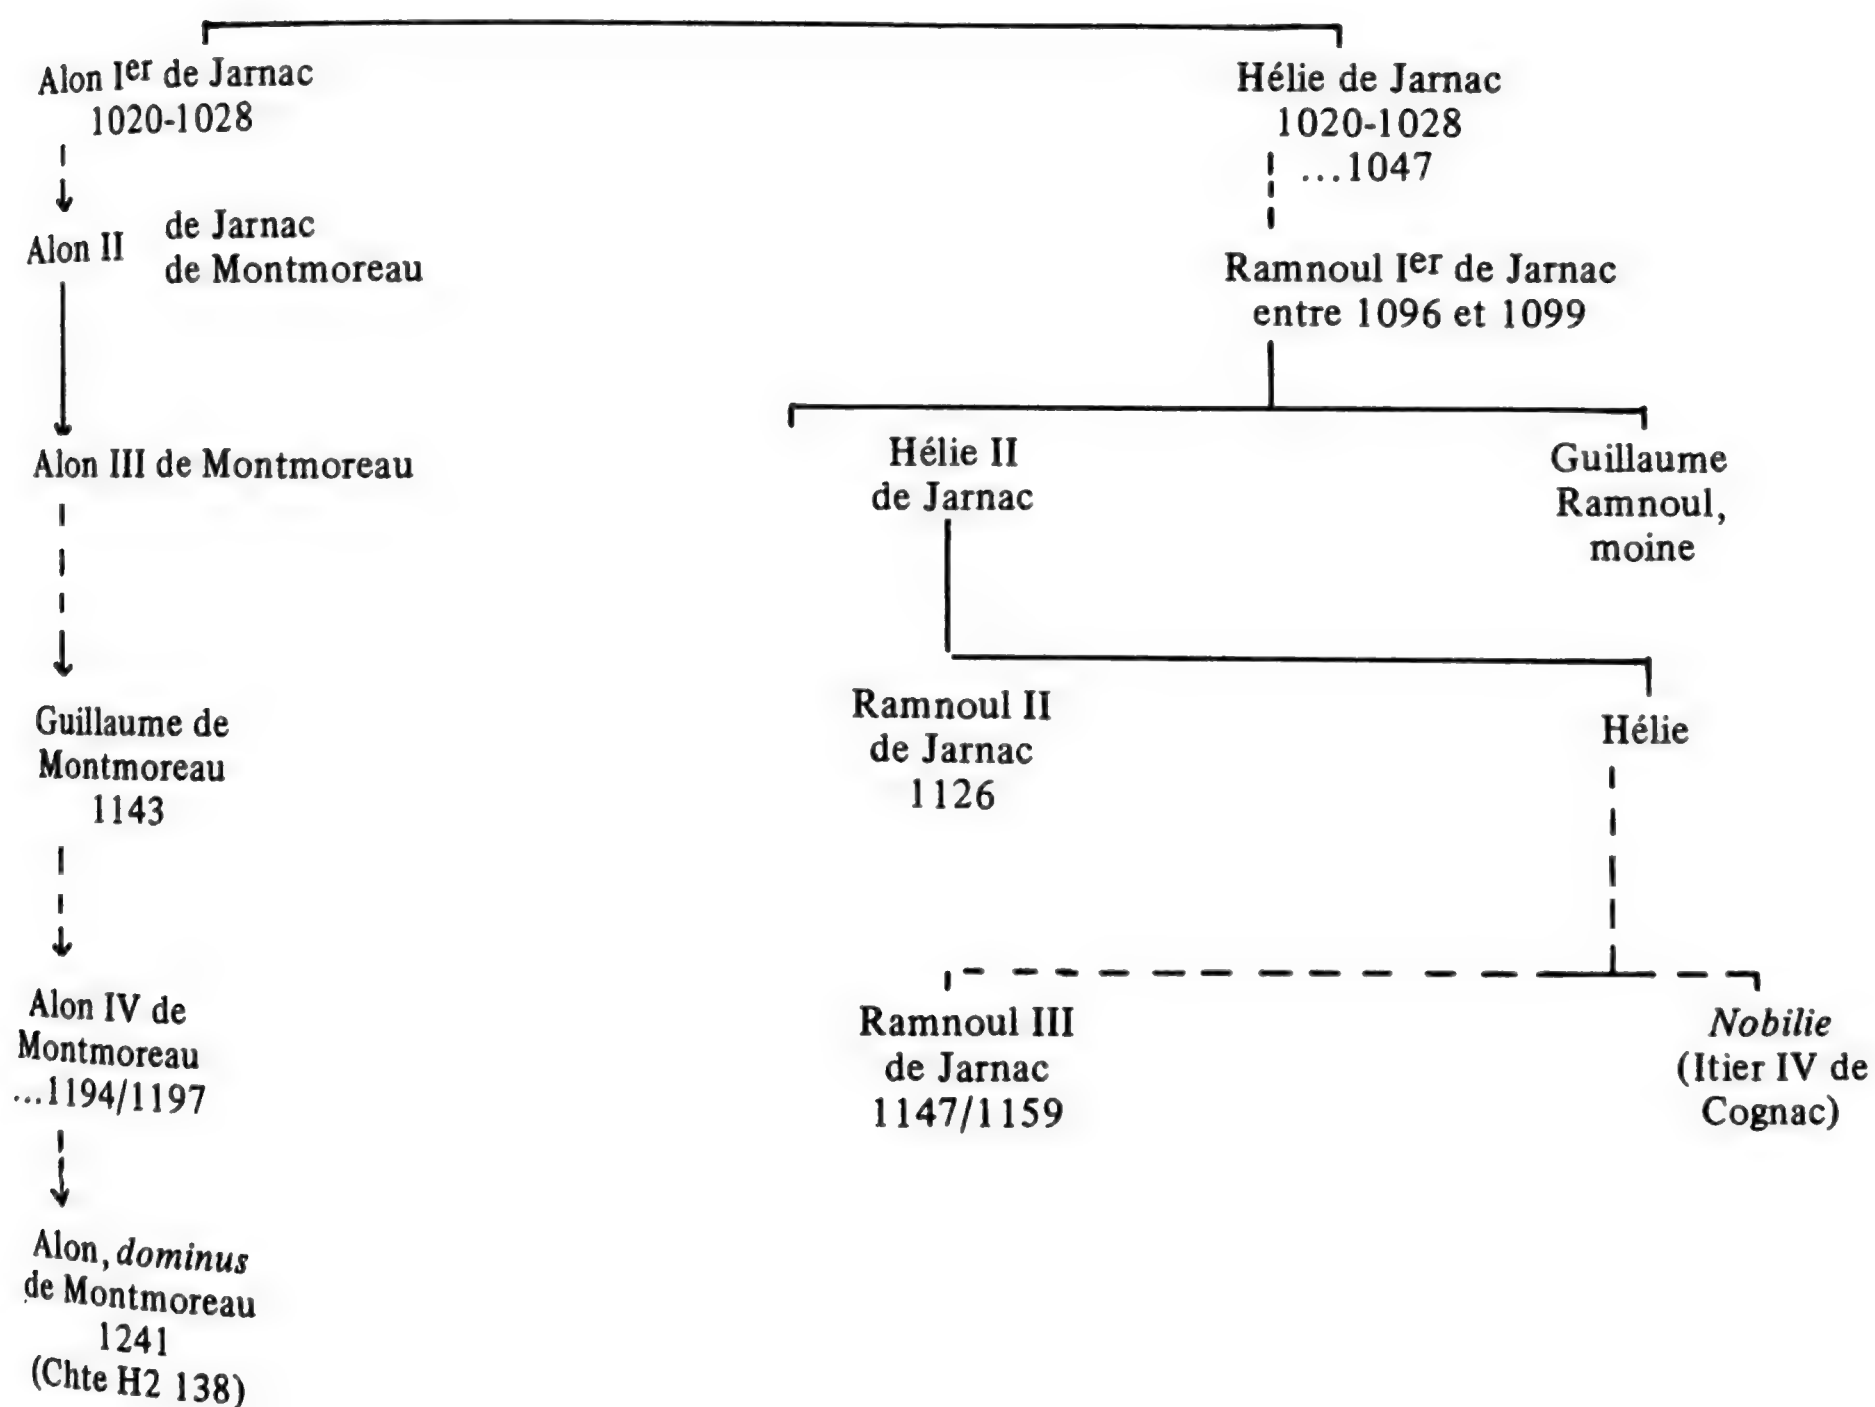 Alon Ier de Jarnac
1020-1028
Alon II
de Jarnac
de Montmoreau
Alon III de Montmoreau
Guillaume de
Montmoreau
1143
Alon IV de
Montmoreau
...1194/1197
Alon, dominus
de Montmoreau
1241
(Chte H2 138)
Hélie de Jarnac
1020-1028
...1047
Ramnoul Ier de Jarnac
entre 1096 et 1099
Hélie II
de Jarnac
Guillaume
Ramnoul,
moine
Ramnoul II
de Jarnac
1126
Hélie
Ramnoul III
de Jarnac
1147/1159
Nobilie
(Itier IV de
Cognac)